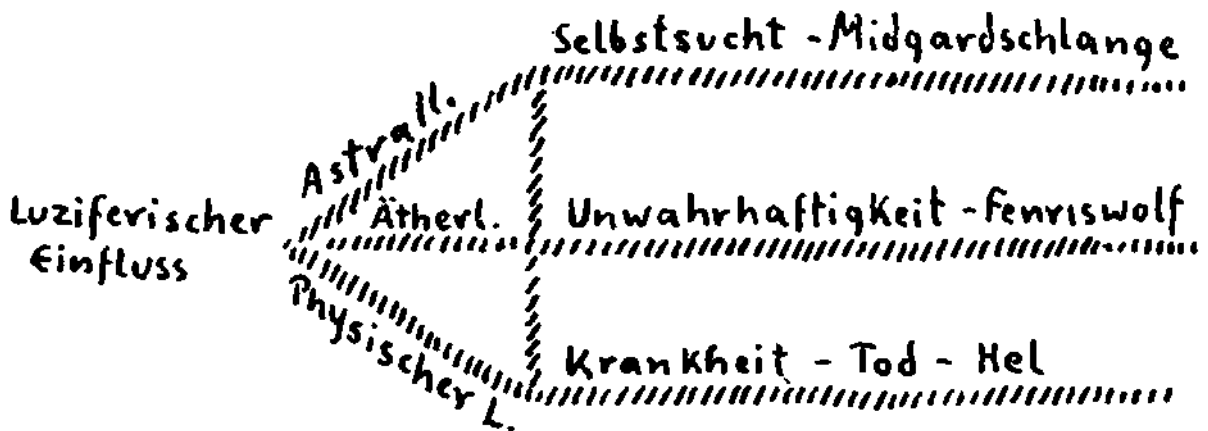 Selbstsucht - Midgardschlange
Astrall.
Luziferischer
Einfluss
Ätherl.
Unwahrhaftigkeit - Fenriswolf
Physischer L.
Krankheit - Tod - Hel